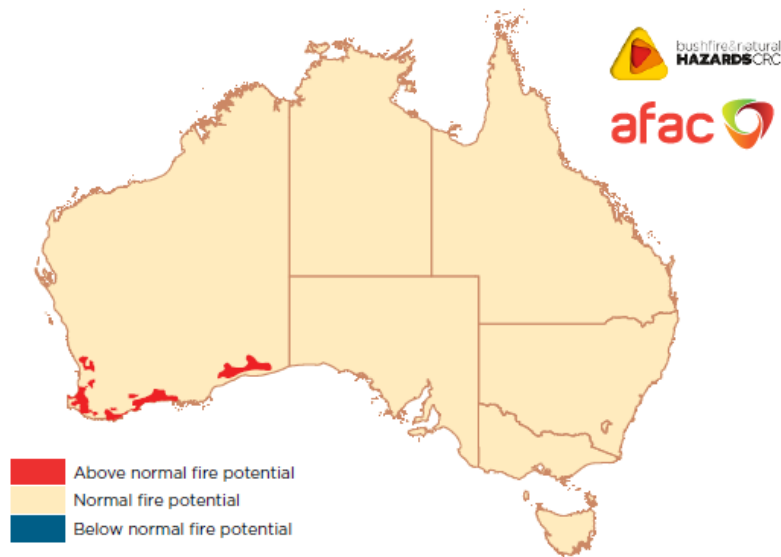 bushfire&natural
HAZARDSCRC
afac
Above normal fire potential
Normal fire potential
Below normal fire potential